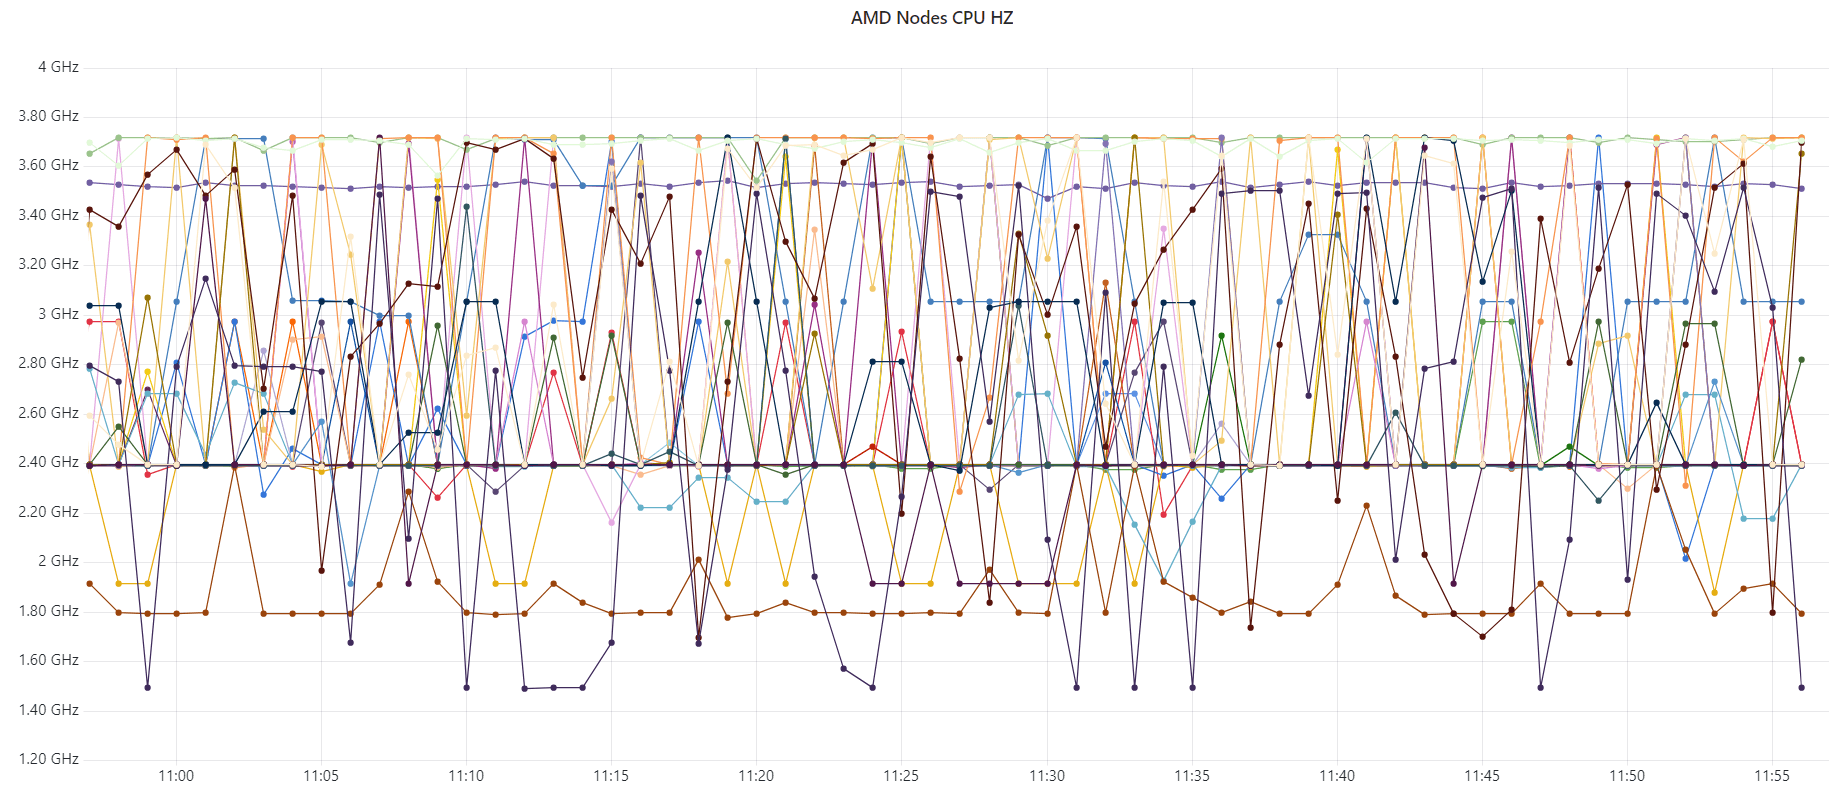 AMD Nodes CPU HZ
4 GHz
3.80 GHz
3.60 GHz
3.40 GHz
3.20 GHz
3 GHz
2.80 GHz
2.60 GHz
2.40 GHz
2.20 GHz
2 GHz
1.80 GHz
1.60 GHz
1.40 GHz
1.20 GHz
11:00 11:05 11:10 11:15 11:20 11:25 11:30 11:35 11:40 11:45 11:50 11:55